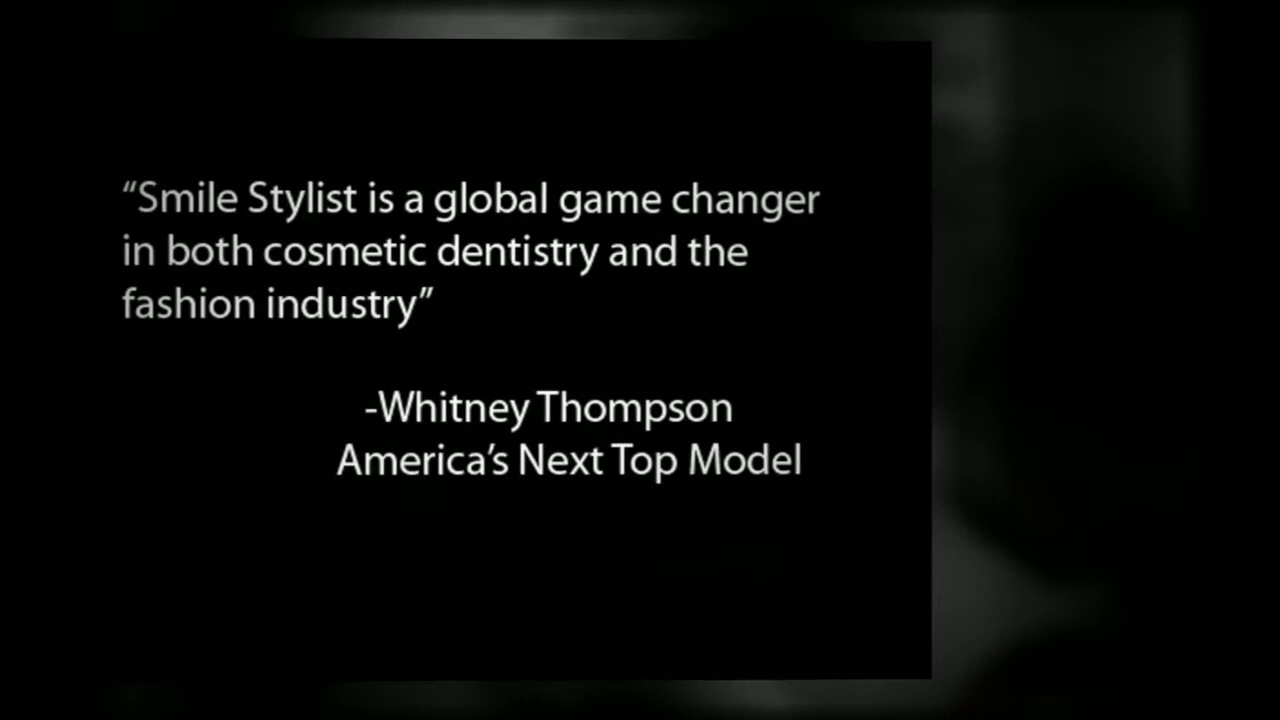 “Smile Stylist is a global game changer
in both cosmetic dentistry and the
fashion industry”
-Whitney Thompson
America’s Next Top Model